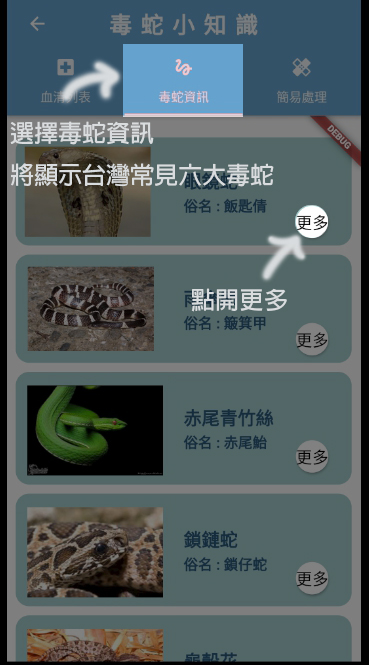 毒蛇小知識
血清列表
毒蛇資訊
簡易處理
DEBUG
選擇毒蛇資訊
將顯示台灣常見六大毒蛇
眼鏡蛇
俗名 : 飯匙倩
更多
點開更多
俗名 : 簸箕甲
更多
赤尾青竹絲
俗名 : 赤尾鮐
更多
鎖鏈蛇
俗名 : 鎖仔蛇
更多
龜殼花